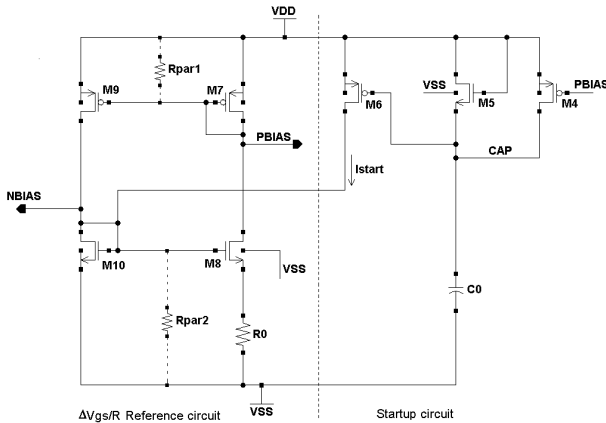 VDD
Rpar1
M9
M7
PBIAS
VSS
M6
M5
PBIAS
M4
CAP
Istart
NBIAS
M10
M8
VSS
Rpar2
R0
C0
VSS
ΔVgs/R Reference circuit
Startup circuit